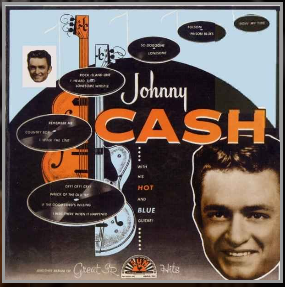 FOLSOM
PRISON BLUES
DOIN' MY TIME
SO DOGGONE
LONESOME
ROCK ISLAND LINE
I HEARD THAT
LONESOME WHISTLE
Johnny
CASH
REMEMBER ME
COUNTRY BOY
I WALK THE LINE
WITH
HIS
HOT
AND
BLUE
GUITAR
CRY! CRY! CRY!
WRECK OF THE OLD '97
IF THE GOOD LORD'S WILLING
I WAS THERE WHEN IT HAPPENED
Great
Hits